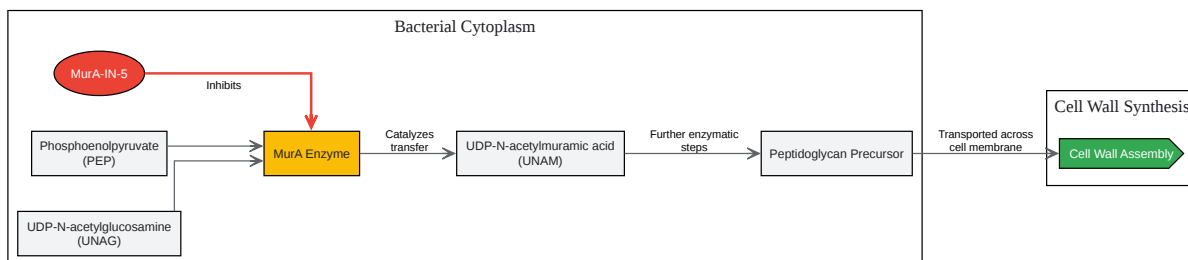 Bacterial Cytoplasm
MurA-IN-5
Inhibits
Phosphoenolpyruvate
(PEP)
MurA Enzyme
Catalyzes
transfer
UDP-N-acetylmuramic acid
(UNAM)
Further enzymatic
steps
Peptidoglycan Precursor
Transported across
cell membrane
Cell Wall Synthesis
Cell Wall Assembly
UDP-N-acetylglucosamine
(UNAG)